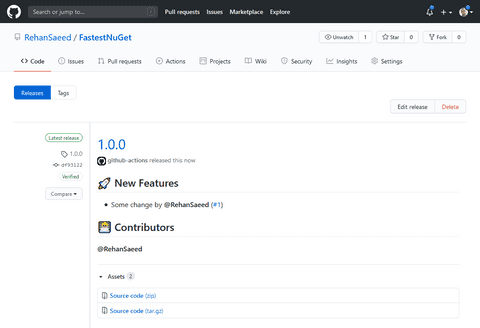 Search or jump to... / Pull requests Issues Marketplace Explore
RehanSaeed / FastestNuGet Unwatch 1 Star 0 Fork 0
Code Issues Pull requests Actions Projects Wiki Security Insights Settings
Releases Tags
Edit release Delete
Latest release
1.0.0
df93122
Verified
Compare
1.0.0
github-actions released this now
New Features
Some change by @RehanSaeed (#1)
Contributors
@RehanSaeed
Assets 2
Source code (zip)
Source code (tar.gz)